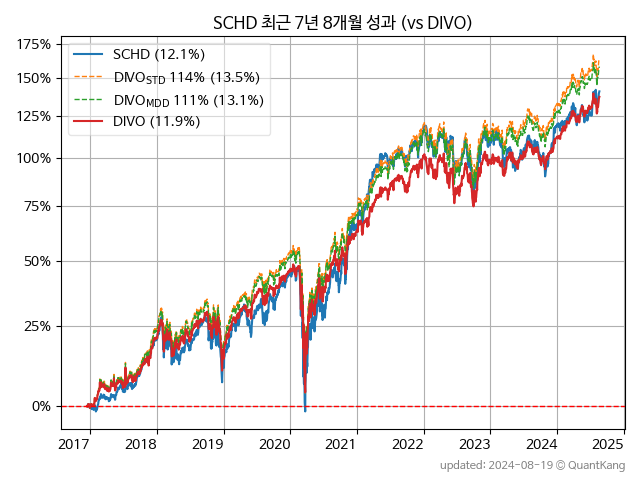 SCHD 최근 7년 8개월 성과 (vs DIVO)
SCHD (12.1%)
DIVO_STD 114% (13.5%)
DIVO_MDD 111% (13.1%)
DIVO (11.9%)
175%
150%
125%
100%
75%
50%
25%
0%
2017 2018 2019 2020 2021 2022 2023 2024 2025
updated: 2024-08-19 © QuantKang